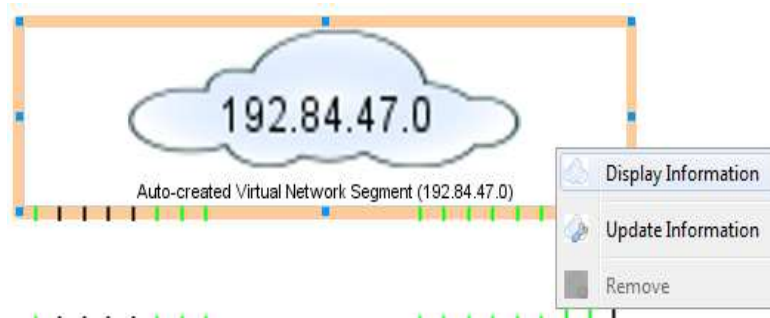 192.84.47.0
Auto-created Virtual Network Segment (192.84.47.0)
Display Information
Update Information
Remove